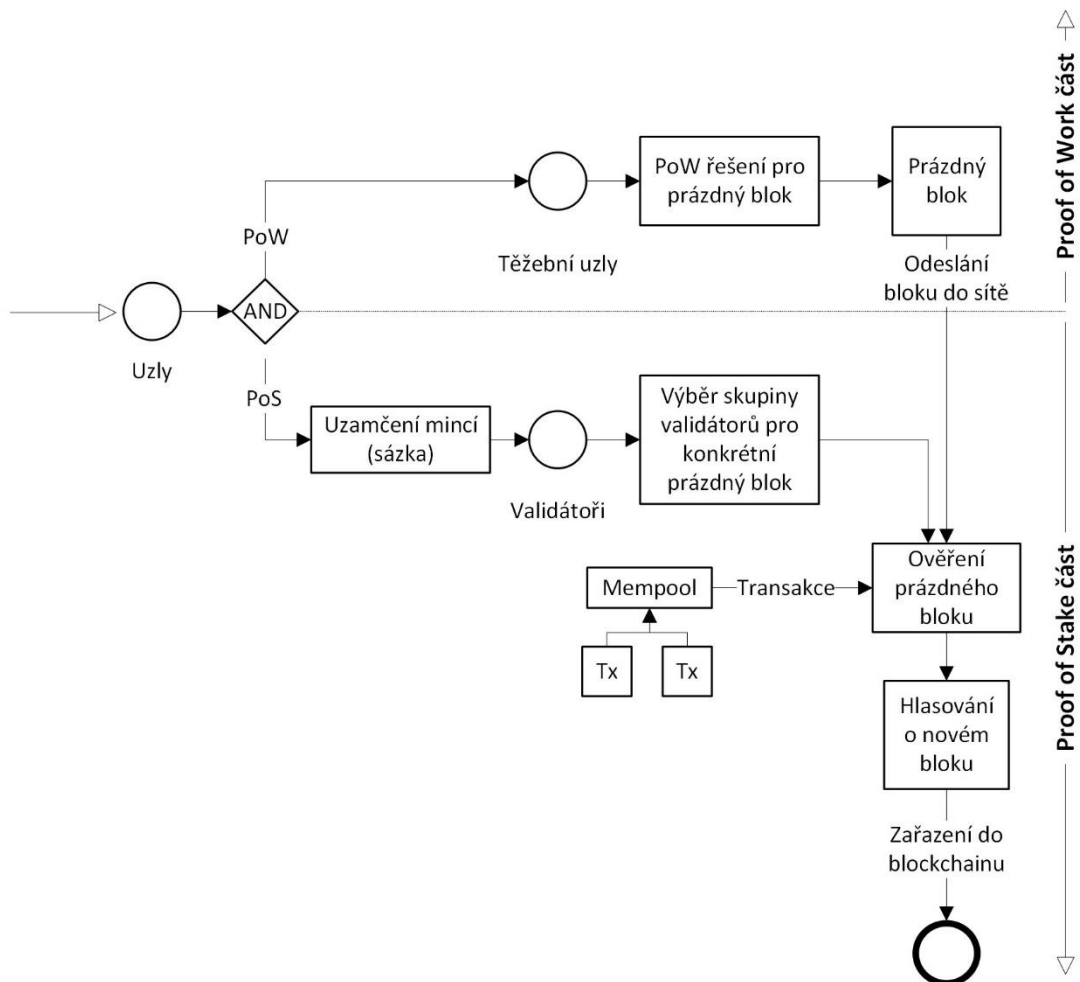 PoW řešení pro
prázdný blok
Prázdný
blok
PoW
Těžební uzly
Odeslání
bloku do sítě
AND
Uzly
PoS
Uzamčení mincí
(sázka)
Validátoři
Výběr skupiny
validátorů pro
konkrétní
prázdný blok
Mempool
Transakce
Ověření
prázdného
bloku
Tx
Tx
Hlasování
o novém
bloku
Zařazení do
blockchainu
Proof of Work část
Proof of Stake část